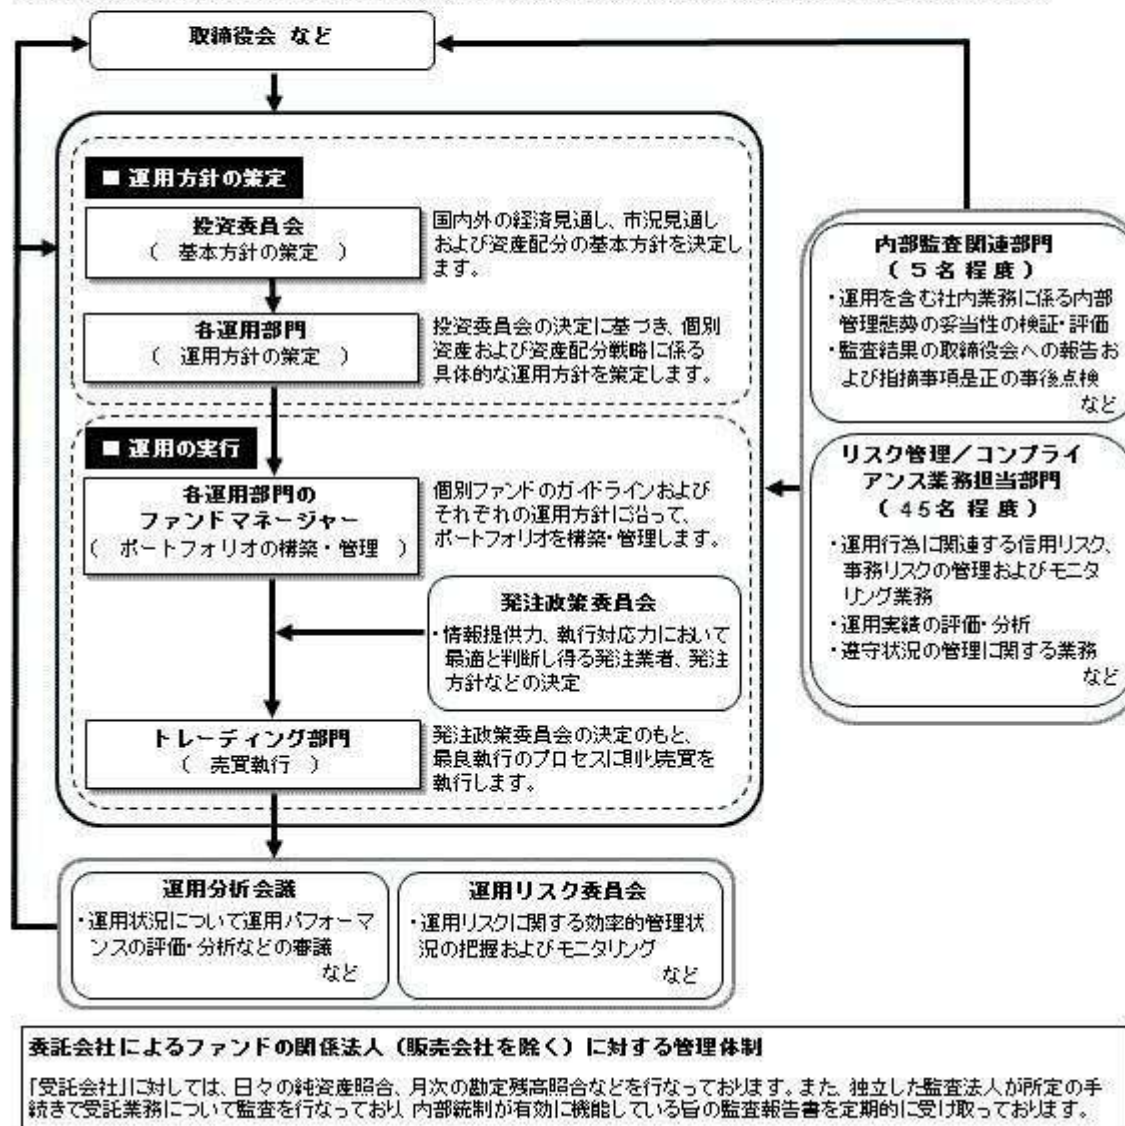 取締役会 など
■ 運用方針の策定
投資委員会
( 基本方針の策定 )
国内外の経済見通し、市況見通し
および資産配分の基本方針を決定し
ます。
各運用部門
( 運用方針の策定 )
投資委員会の決定に基づき、個別
資産および資産配分戦略に係る
具体的な運用方針を策定します。
■ 運用の実行
各運用部門の
ファンドマネージャー
( ポートフォリオの構築・管理 )
個別ファンドのガイドラインおよび
それぞれの運用方針に沿って、
ポートフォリオを構築・管理します。
発注政策委員会
・情報提供力、執行対応力において
最適と判断し得る発注業者、発注
方針などの決定
トレーディング部門
( 売買執行 )
発注政策委員会の決定のもと、
最良執行のプロセスに則り売買を
執行します。
内部監査関連部門
( 5名程度 )
・運用を含む社内業務に係る内部
管理態勢の妥当性の検証・評価
・監査結果の取締役会への報告お
よび指摘事項是正の事後点検
など
リスク管理／コンプライ
アンス業務担当部門
( 45名程度 )
・運用行為に関連する信用リスク、
事務リスクの管理およびモニタ
リング業務
・運用実績の評価・分析
・遵守状況の管理に関する業務
など
運用分析会議
・運用状況について運用パフォーマ
ンスの評価・分析などの審議
など
運用リスク委員会
・運用リスクに関する効率的管理状
況の把握およびモニタリング
など
委託会社によるファンドの関係法人（販売会社を除く）に対する管理体制
「受託会社」に対しては、日々の純資産照合、月次の勘定残高照合などを行なっております。また、独立した監査法人が所定の手
続きで受託業務について監査を行なっており、内部統制が有効に機能している旨の監査報告書を定期的に受け取っております。